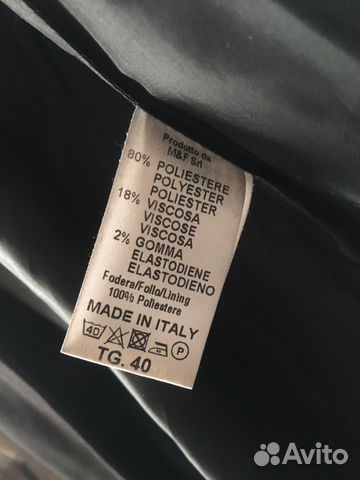 Prodotto da
M&F Srl
80% POLIESTERE
POLYESTER
POLIESTER
18% VISCOSA
VISCOSE
VISCOSA
2% GOMMA
ELASTODIENE
ELASTODIENO
Fodera/Follo/Lining
100% Poliestere
MADE IN ITALY
40 P
TG. 40
Avito